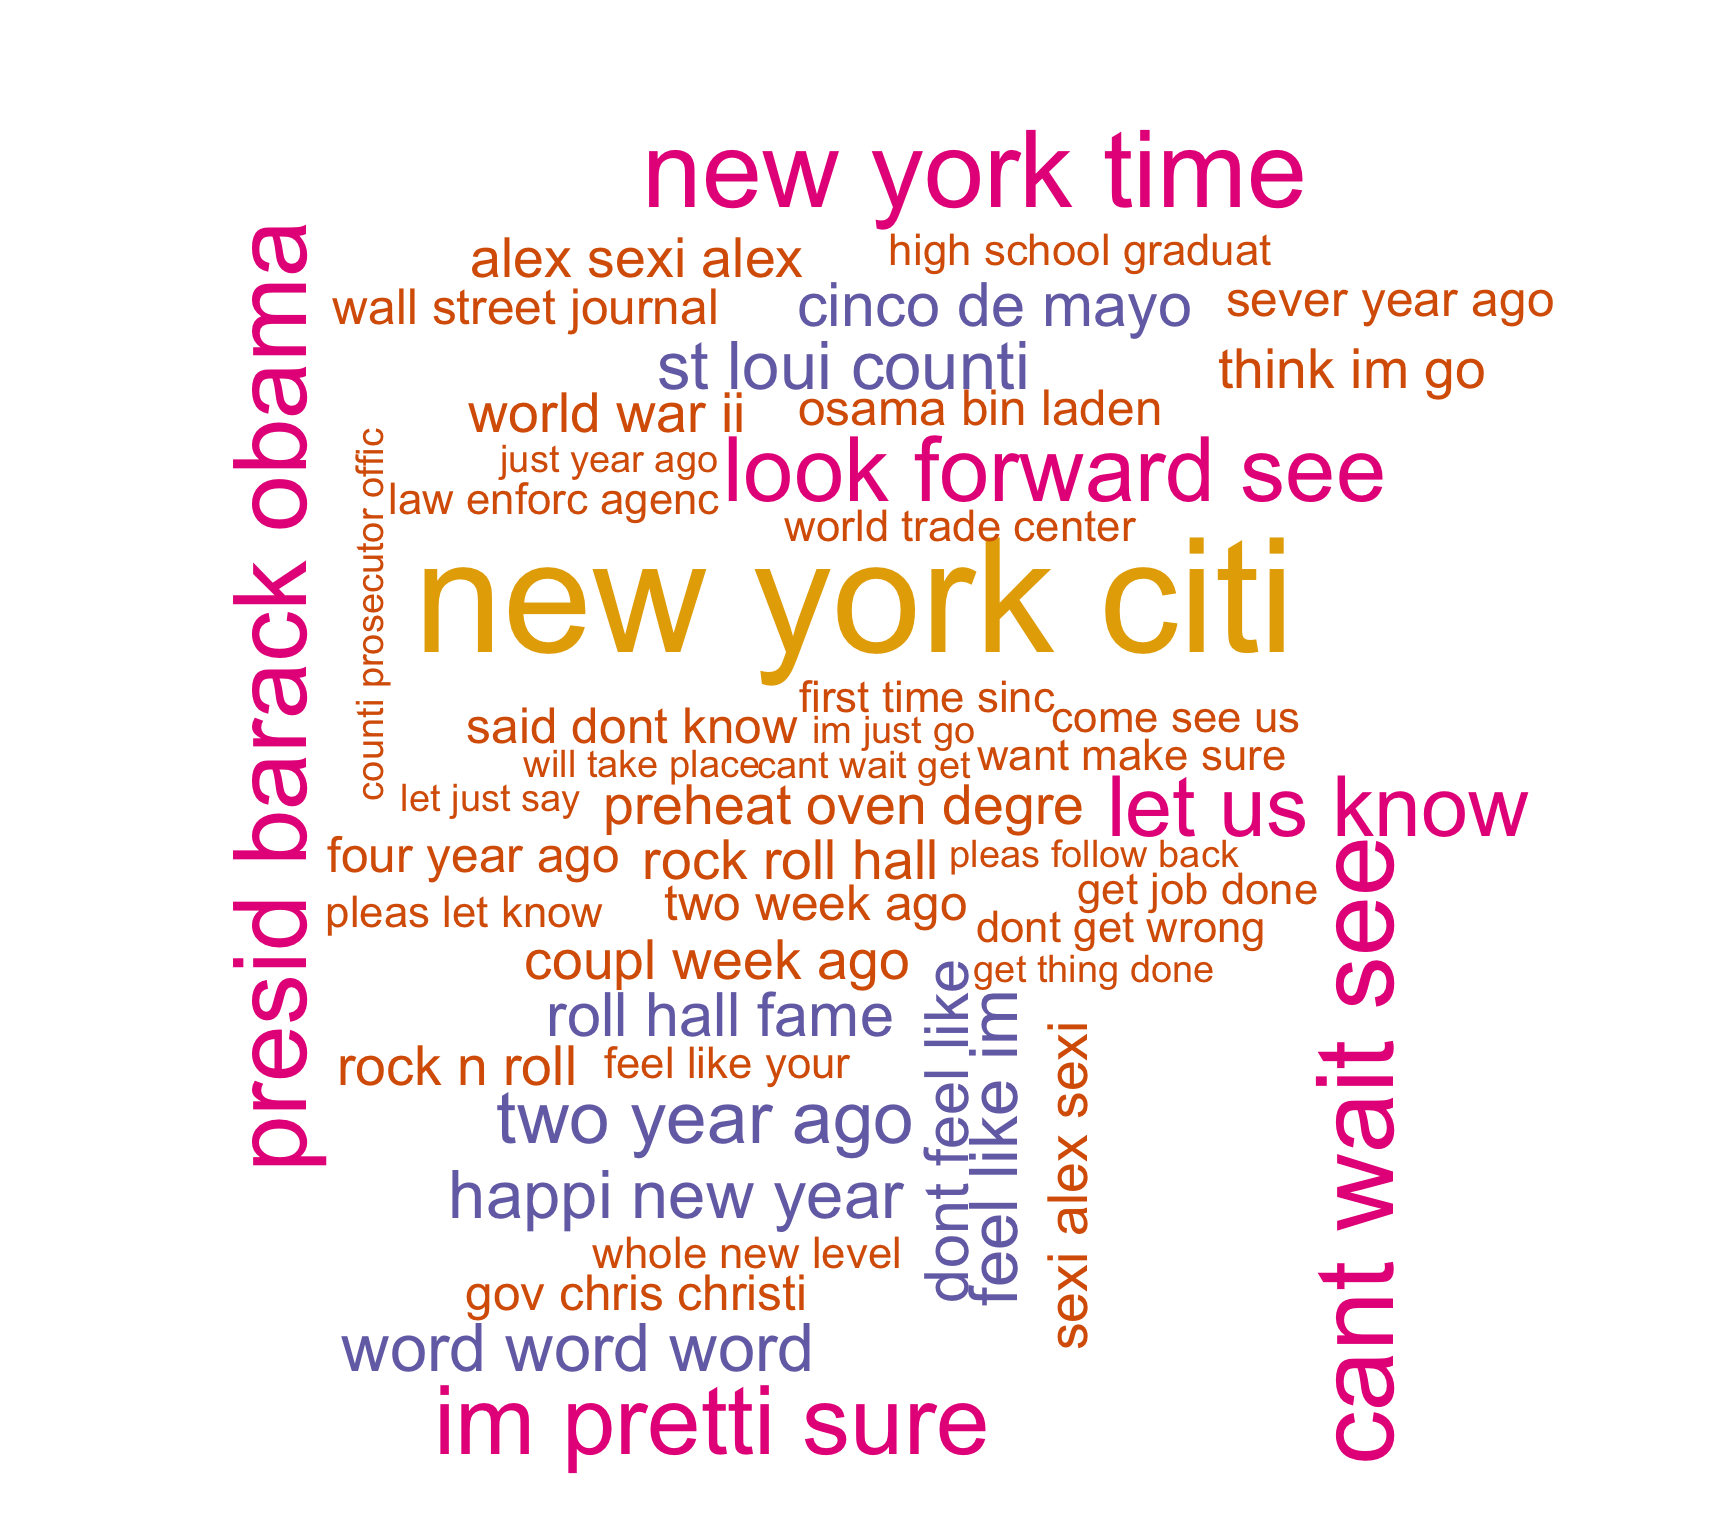 new york time
presid barack obama
alex sexi alex
high school graduat
wall street journal
cinco de mayo
sever year ago
st loui counti
think im go
world war ii
osama bin laden
just year ago
look forward see
counti prosecutor offic
law enforc agenc
world trade center
new york citi
first time sinc
said dont know
im just go
come see us
will take place
cant wait get
want make sure
let just say
preheat oven degre
let us know
four year ago
rock roll hall
pleas follow back
cant wait see
pleas let know
two week ago
get job done
dont get wrong
coupl week ago
get thing done
roll hall fame
dont feel like
feel like im
sexi alex sexi
rock n roll
feel like your
two year ago
happi new year
whole new level
gov chris christi
word word word
im pretti sure